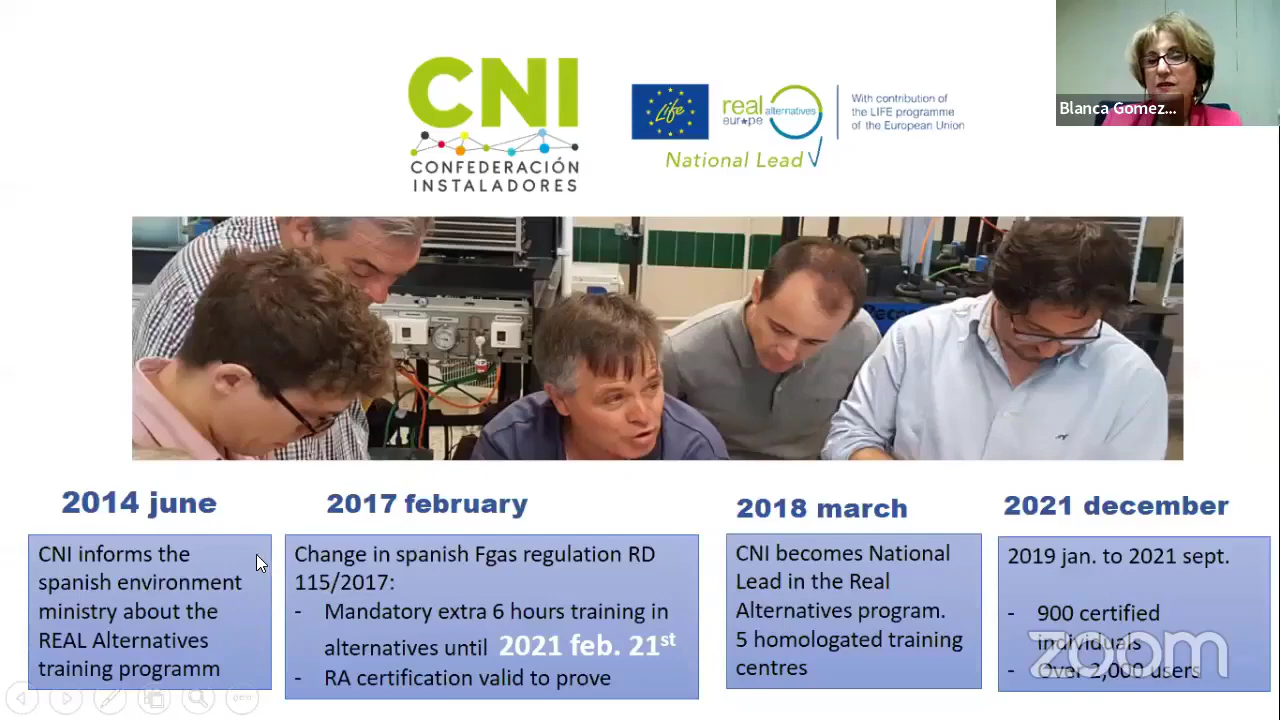 CNI
CONFEDERACIÓN
INSTALADORES
Life
real alternatives
europe
National Lead
With contribution of
the LIFE programme
of the European Union
Blanca Gomez...
2014 june
CNI informs the
spanish environment
ministry about the
REAL Alternatives
training programm
2017 february
Change in spanish Fgas regulation RD
115/2017:
- Mandatory extra 6 hours training in
alternatives until 2021 feb. 21st
- RA certification valid to prove
2018 march
CNI becomes National
Lead in the Real
Alternatives program.
5 homologated training
centres
2021 december
2019 jan. to 2021 sept.
- 900 certified
individuals
- Over 2,000 users
zoom